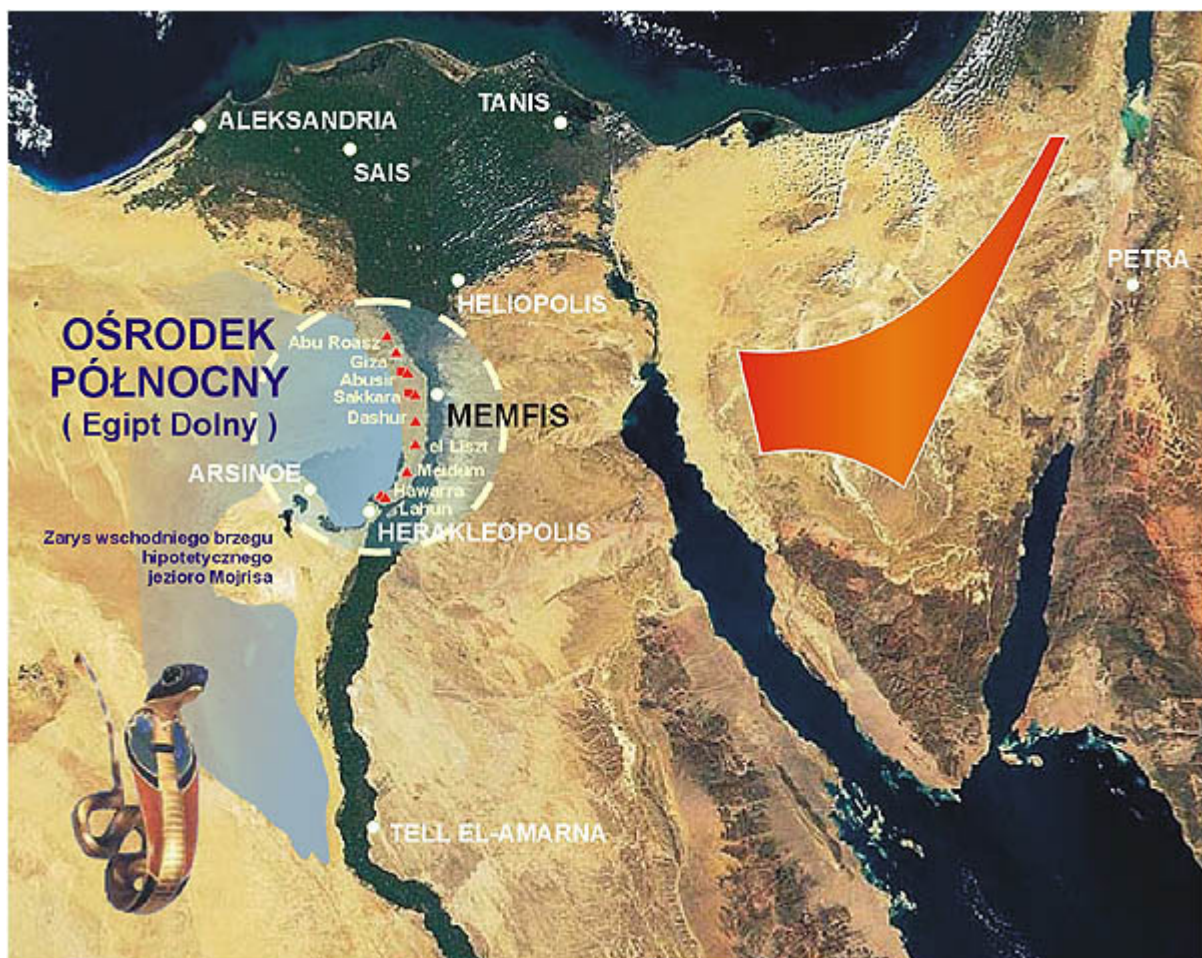 TANIS
ALEKSANDRIA
SAIS
PETRA
HELIOPOLIS
OŚRODEK
PÓŁNOCNY
( Egipt Dolny )
Abu Roasz
Giza
Abusir
Sakkara
Dashur
MEMFIS
el Liszt
Meidum
ARSINOE
Hawarra
Lahun
HERAKLEOPOLIS
Zarys wschodniego brzegu
hipotetycznego
jezioro Mojrisa
TELL EL-AMARNA